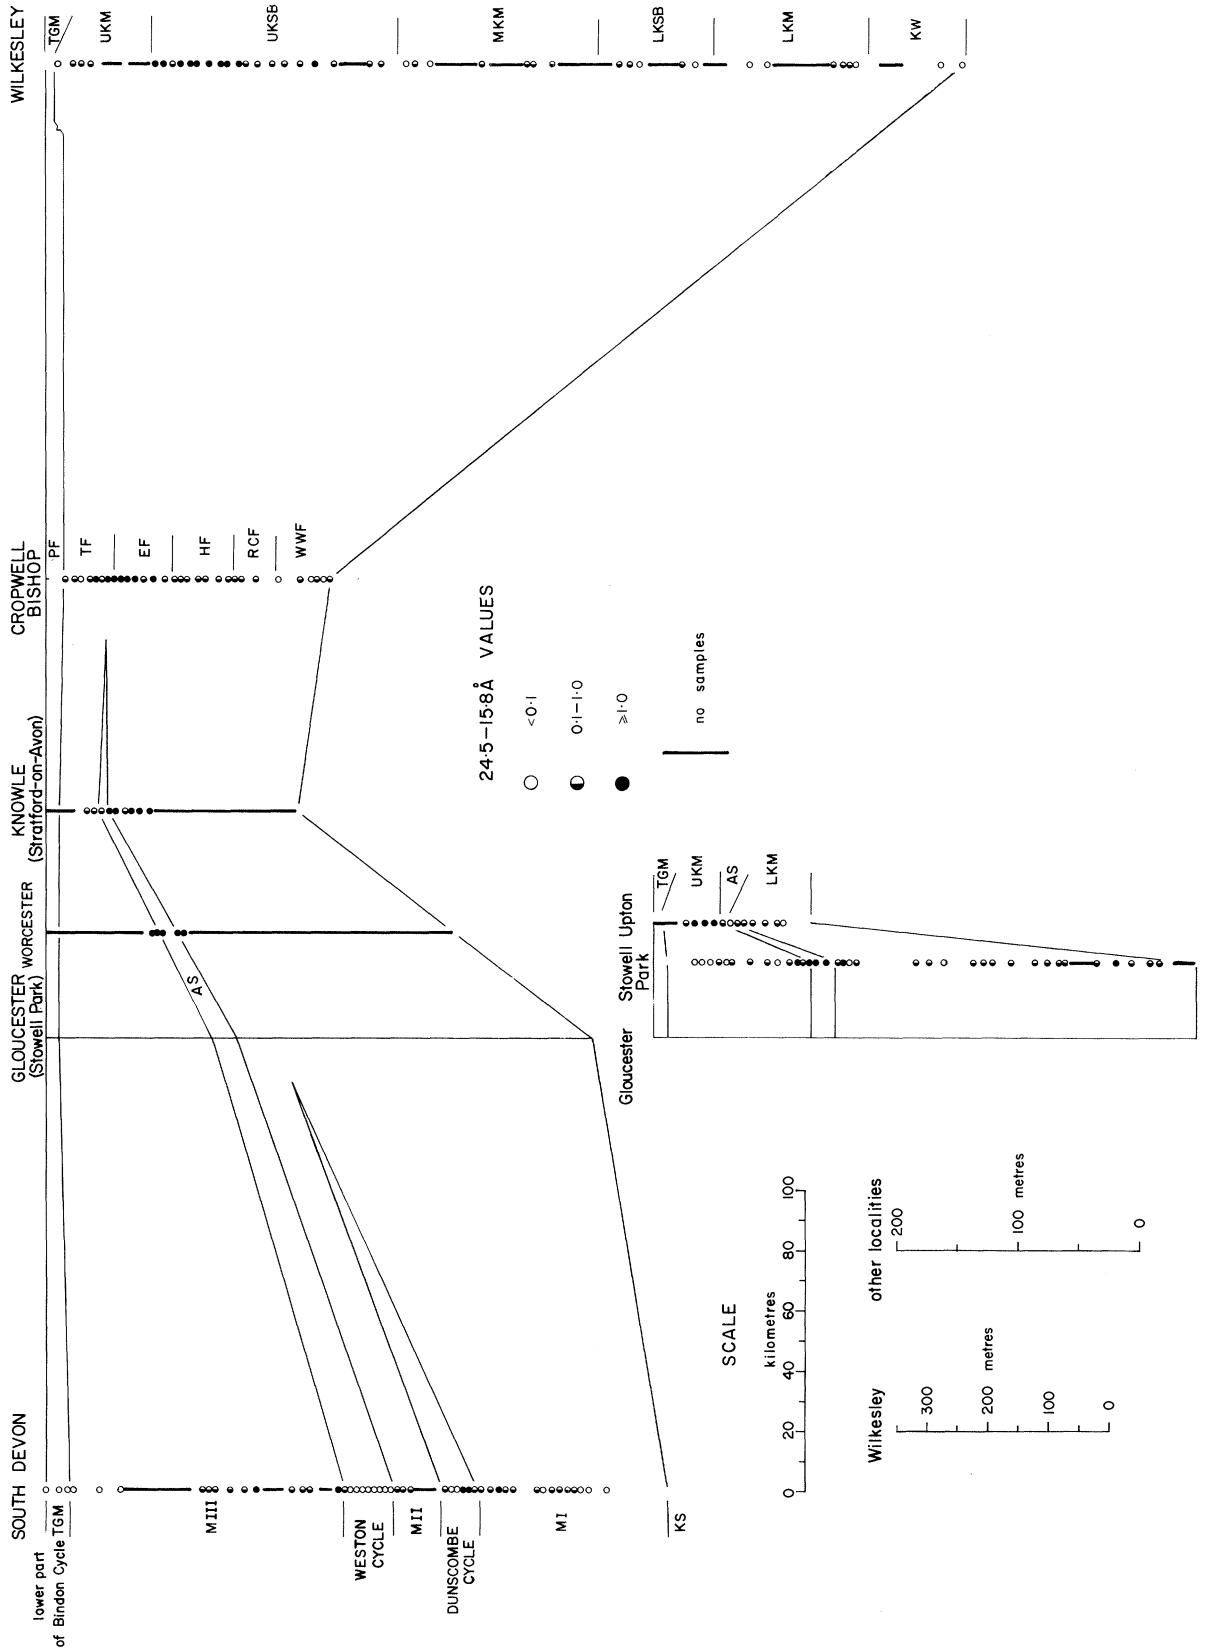 SOUTH DEVON
GLOUCESTER
(Stowell Park)
WORCESTER
KNOWLE
(Stratford-on-Avon)
CROPWELL
BISHOP
WILKESLEY
lower part
of Bindon Cycle
TGM
MIII
WESTON
CYCLE
MII
DUNSCOMBE
CYCLE
MI
KS
AS
PF
TF
EF
HF
RCF
WWF
TGM
UKM
UKSB
MKM
LKSB
LKM
KW
24·5–15·8Å VALUES
<0·1
0·1–1·0
⩾1·0
no samples
Gloucester
Stowell
Park
Upton
TGM
UKM
AS
LKM
SCALE
kilometres
0 20 40 60 80 100
Wilkesley
300
200 metres
100
0
other localities
200
100 metres
0